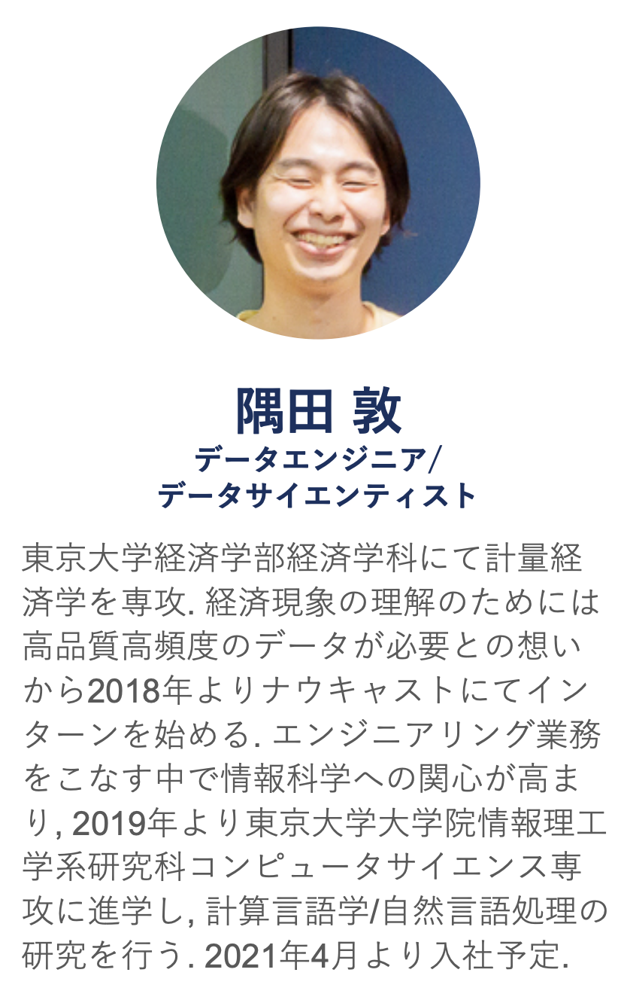 隅田 敦
データエンジニア/
データサイエンティスト
東京大学経済学部経済学科にて計量経
済学を専攻. 経済現象の理解のためには
高品質高頻度のデータが必要との想い
から2018年よりナウキャストにてイン
ターンを始める. エンジニアリング業務
をこなす中で情報科学への関心が高ま
り, 2019年より東京大学大学院情報理工
学系研究科コンピュータサイエンス専
攻に進学し, 計算言語学/自然言語処理の
研究を行う. 2021年4月より入社予定.